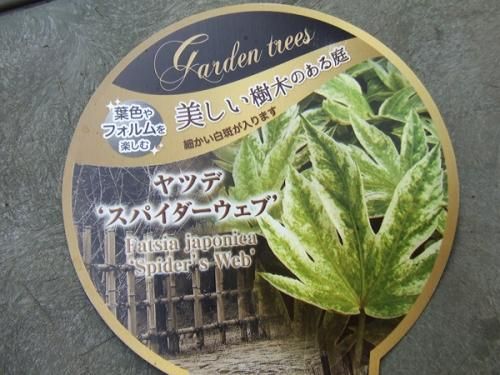 Garden trees
美しい樹木のある庭
細かい白斑が入ります
葉色や
フォルムを
楽しむ
ヤツデ
‘スパイダーウェブ’
Fatsia japonica
‘Spider's Web’